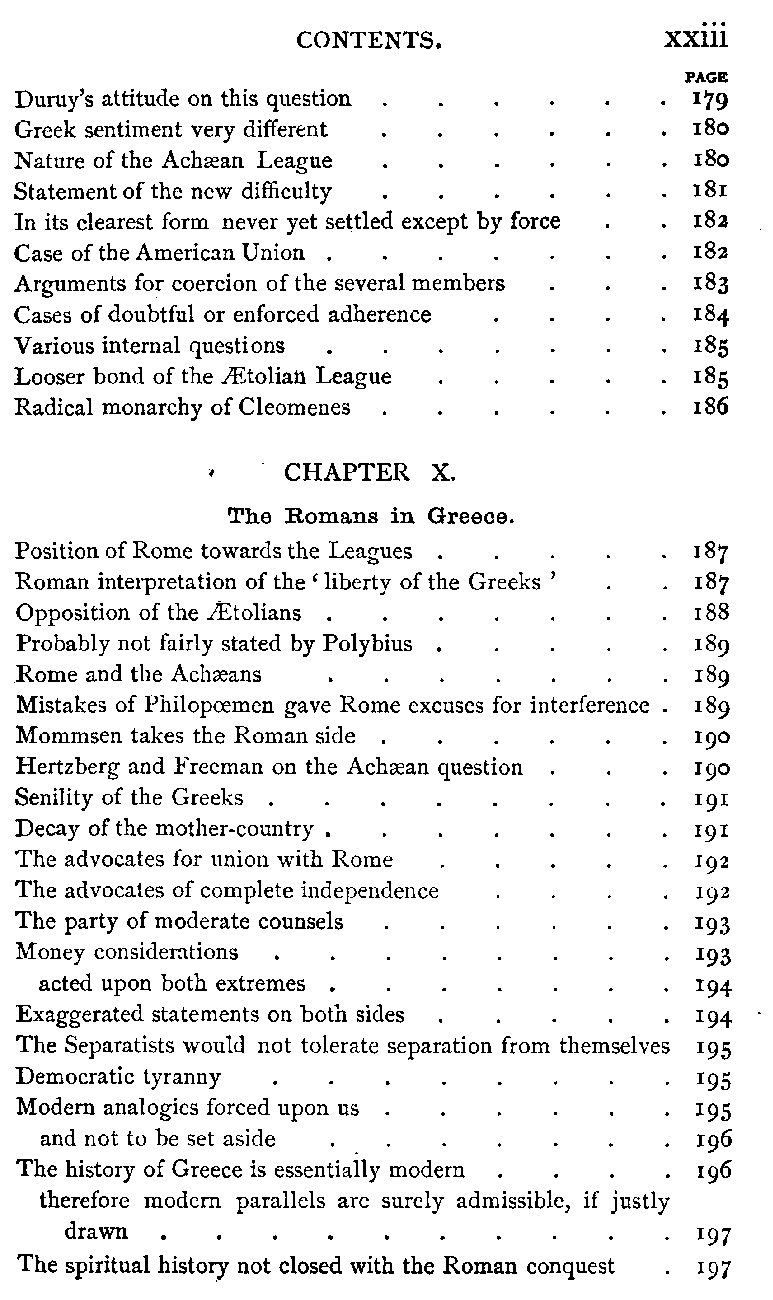 CONTENTS. xxiii
PAGE
Duruy's attitude on this question . . . . . . 179
Greek sentiment very different . . . . . . 180
Nature of the Achæan League . . . . . . 180
Statement of the new difficulty . . . . . . 181
In its clearest form never yet settled except by force . . 182
Case of the American Union . . . . . . . 182
Arguments for coercion of the several members . . . 183
Cases of doubtful or enforced adherence . . . . 184
Various internal questions . . . . . . . 185
Looser bond of the Ætolian League . . . . . 185
Radical monarchy of Cleomenes . . . . . . 186
CHAPTER X.
The Romans in Greece.
Position of Rome towards the Leagues . . . . . 187
Roman interpretation of the ‘liberty of the Greeks’ . . 187
Opposition of the Ætolians . . . . . . . 188
Probably not fairly stated by Polybius . . . . . 189
Rome and the Achæans . . . . . . . 189
Mistakes of Philopœmen gave Rome excuses for interference . 189
Mommsen takes the Roman side . . . . . . 190
Hertzberg and Freeman on the Achæan question . . . 190
Senility of the Greeks . . . . . . . . 191
Decay of the mother-country . . . . . . . 191
The advocates for union with Rome . . . . . 192
The advocates of complete independence . . . . 192
The party of moderate counsels . . . . . . 193
Money considerations . . . . . . . . 193
acted upon both extremes . . . . . . . 194
Exaggerated statements on both sides . . . . . 194
The Separatists would not tolerate separation from themselves 195
Democratic tyranny . . . . . . . . 195
Modern analogies forced upon us . . . . . . 195
and not to be set aside . . . . . . . 196
The history of Greece is essentially modern . . . . 196
therefore modern parallels are surely admissible, if justly
drawn . . . . . . . . . . 197
The spiritual history not closed with the Roman conquest . 197